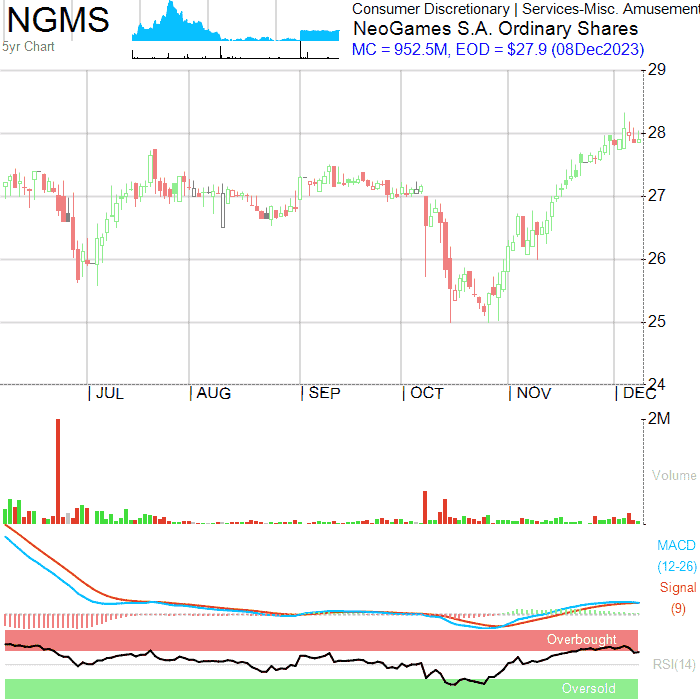 NGMS
5yr Chart
Consumer Discretionary | Services-Misc. Amusement
NeoGames S.A. Ordinary Shares
MC = 952.5M, EOD = $27.9 (08Dec2023)
29
28
27
26
25
24
JUL AUG SEP OCT NOV DEC
2M
Volume
MACD
(12-26)
Signal
(9)
Overbought
RSI(14)
Oversold